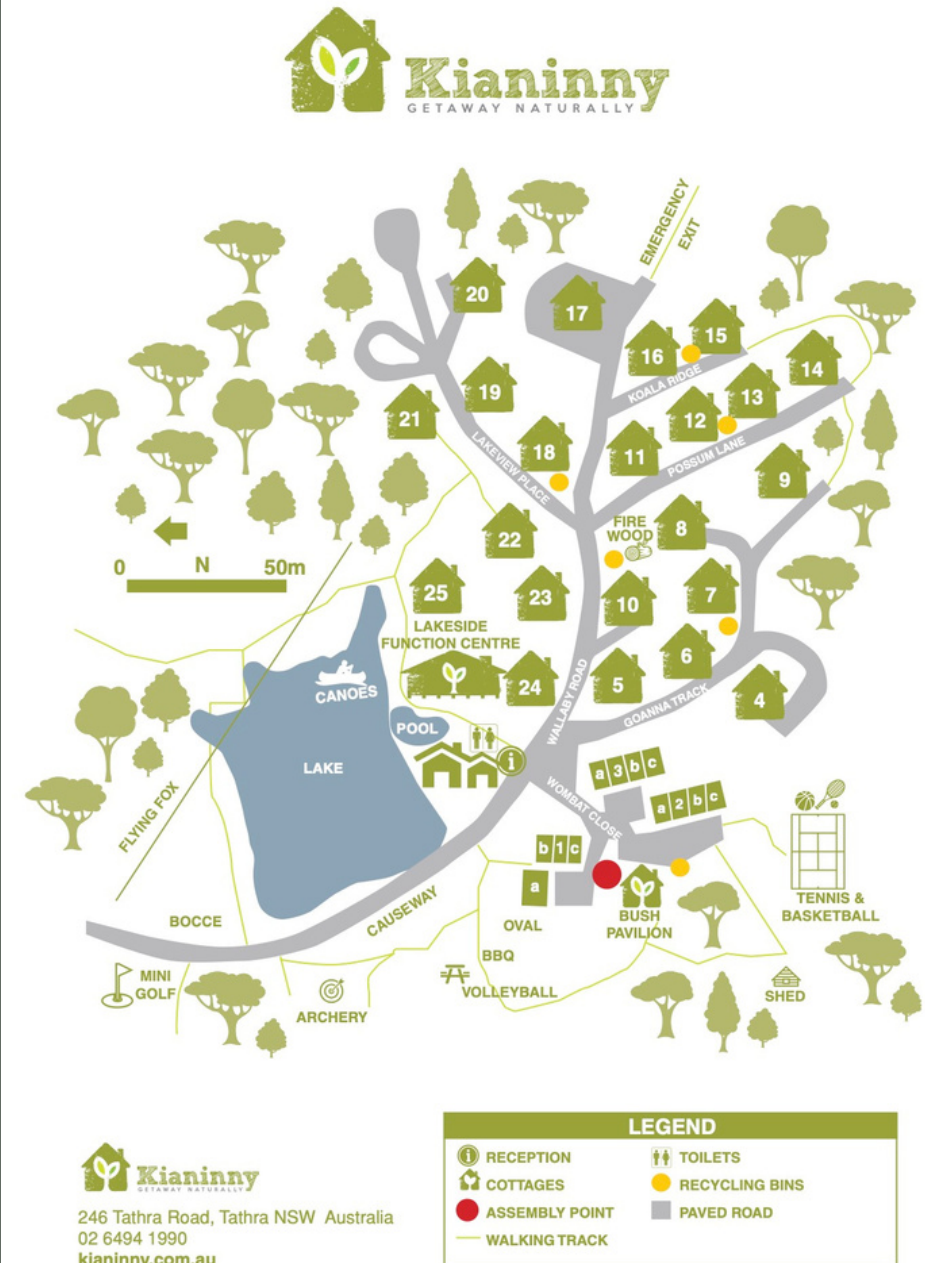 Kianinny
GETAWAY NATURALLY
EMERGENCY
EXIT
20
17
15
16
14
19
13
KOALA RIDGE
21
12
LAKEVIEW PLACE
18
11
POSSUM LANE
9
FIRE
WOOD
8
22
0 N 50m
25
23
10
7
LAKESIDE
FUNCTION CENTRE
24
WALLABY ROAD
5
6
4
GOANNA TRACK
CANOES
POOL
LAKE
i
a 3 b c
WOMBAT CLOSE
a 2 b c
FLYING FOX
b 1 c
a
TENNIS &
BASKETBALL
BOCCE
CAUSEWAY
OVAL
BUSH
PAVILION
BBQ
MINI
GOLF
VOLLEYBALL
ARCHERY
SHED
LEGEND
i RECEPTION
TOILETS
COTTAGES
RECYCLING BINS
ASSEMBLY POINT
PAVED ROAD
WALKING TRACK
Kianinny
GETAWAY NATURALLY
246 Tathra Road, Tathra NSW Australia
02 6494 1990
kianinny.com.au